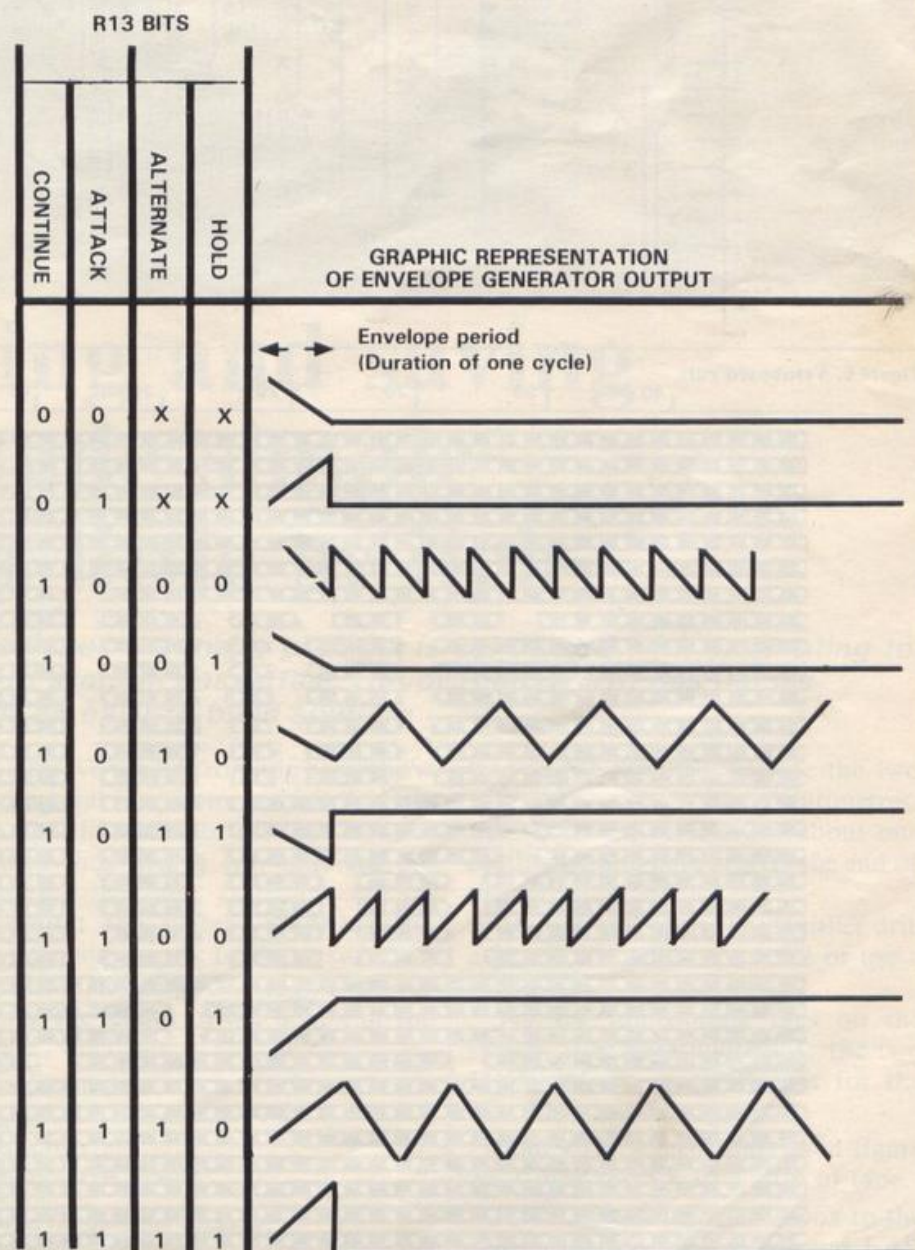 R13 BITS
CONTINUE
ATTACK
ALTERNATE
HOLD
GRAPHIC REPRESENTATION
OF ENVELOPE GENERATOR OUTPUT
Envelope period
(Duration of one cycle)
0 0 X X
0 1 X X
1 0 0 0
1 0 0 1
1 0 1 0
1 0 1 1
1 1 0 0
1 1 0 1
1 1 1 0
1 1 1 1